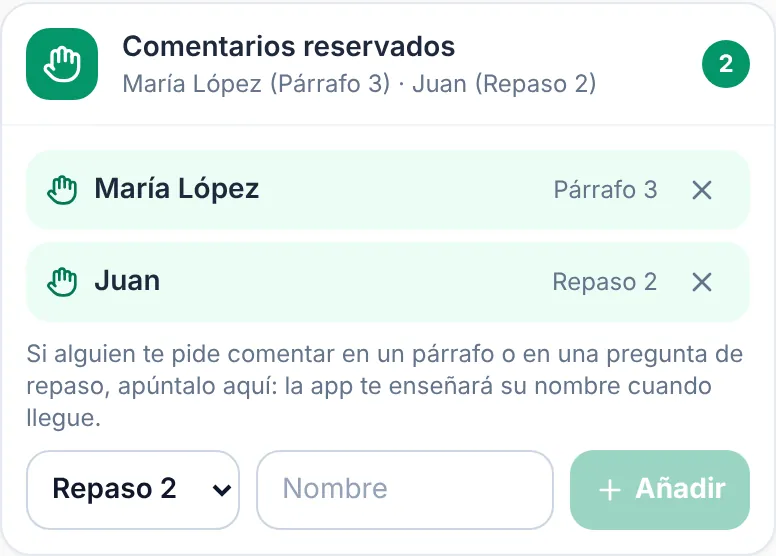 Comentarios reservados
María López (Párrafo 3) · Juan (Repaso 2)
2
María López
Párrafo 3
Juan
Repaso 2
Si alguien te pide comentar en un párrafo o en una pregunta de
repaso, apúntalo aquí: la app te enseñará su nombre cuando
llegue.
Repaso 2
Nombre
+ Añadir